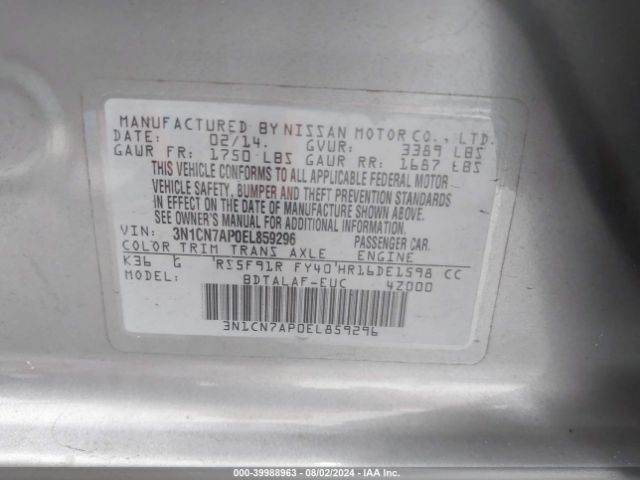 MANUFACTURED BY NISSAN MOTOR CO., LTD.
DATE: 02/14. GVUR: 3389 LBS
GAWR FR: 1750 LBS GAWR RR: 1687 LBS
THIS VEHICLE CONFORMS TO ALL APPLICABLE FEDERAL MOTOR
VEHICLE SAFETY, BUMPER AND THEFT PREVENTION STANDARDS
IN EFFECT ON THE DATE OF MANUFACTURE SHOWN ABOVE.
SEE OWNER'S MANUAL FOR ADDITIONAL INFORMATION.
VIN: 3N1CN7AP0EL859296 PASSENGER CAR.
COLOR TRIM TRANS AXLE ENGINE
K36 G RS5F91R FY40 HR16DE1598 CC
MODEL: BDTALAF-EUC 4Z000
3N1CN7AP0EL859296
000-39988963 - 08/02/2024 - IAA Inc.